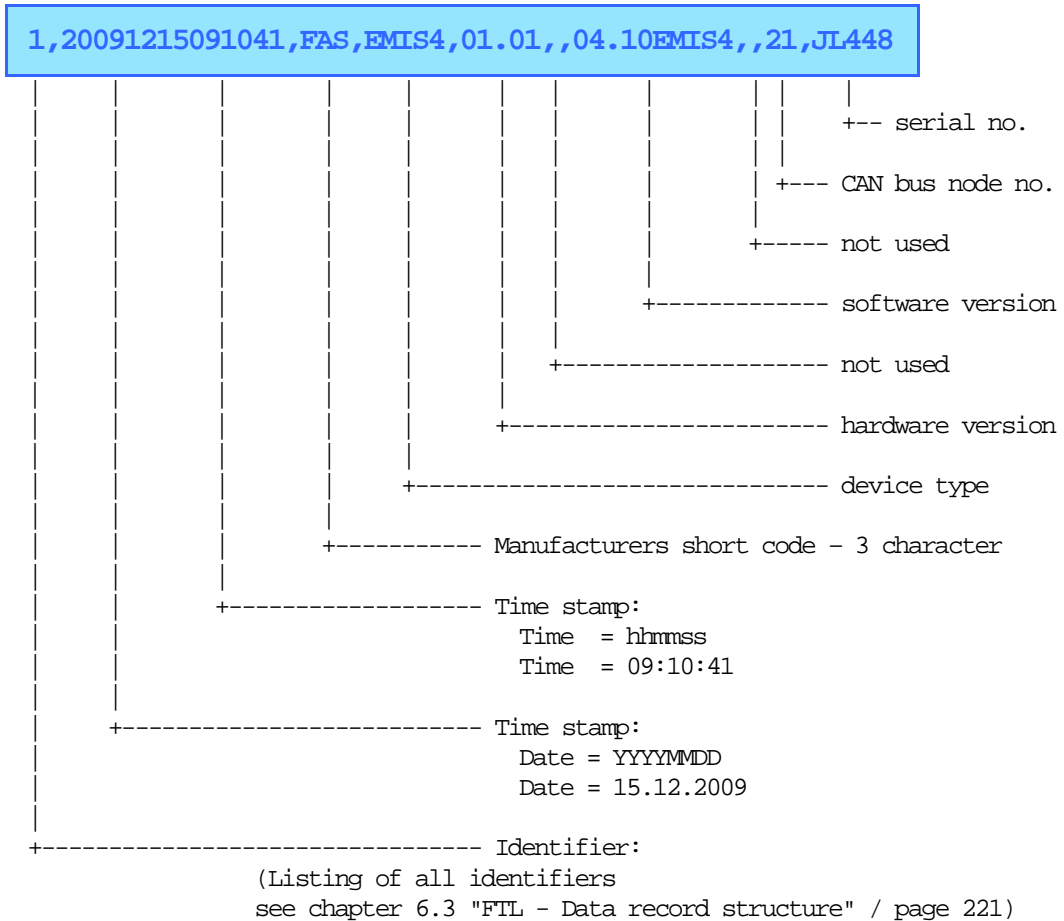 1,20091215091041,FAS,EMIS4,01.01,,04.10EMIS4,,21,JL448
+-- serial no.
+--- CAN bus node no.
+----- not used
+------------- software version
+-------------------- not used
+------------------------ hardware version
+------------------------------- device type
+----------- Manufacturers short code – 3 character
+------------------- Time stamp:
Time = hhmmss
Time = 09:10:41
+--------------------------- Time stamp:
Date = YYYYMMDD
Date = 15.12.2009
+--------------------------------- Identifier:
(Listing of all identifiers
see chapter 6.3 "FTL - Data record structure" / page 221)